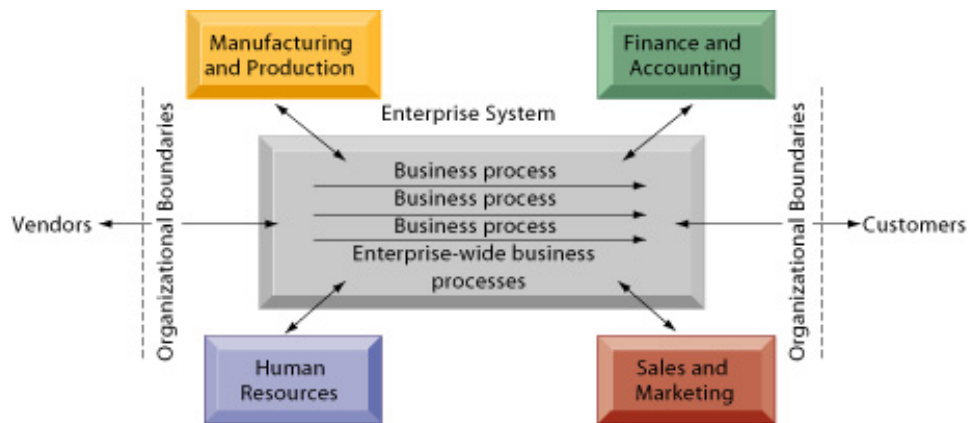 Manufacturing
and Production
Finance and
Accounting
Enterprise System
Organizational Boundaries
Organizational Boundaries
Business process
Business process
Business process
Enterprise-wide business
processes
Vendors
Customers
Human
Resources
Sales and
Marketing